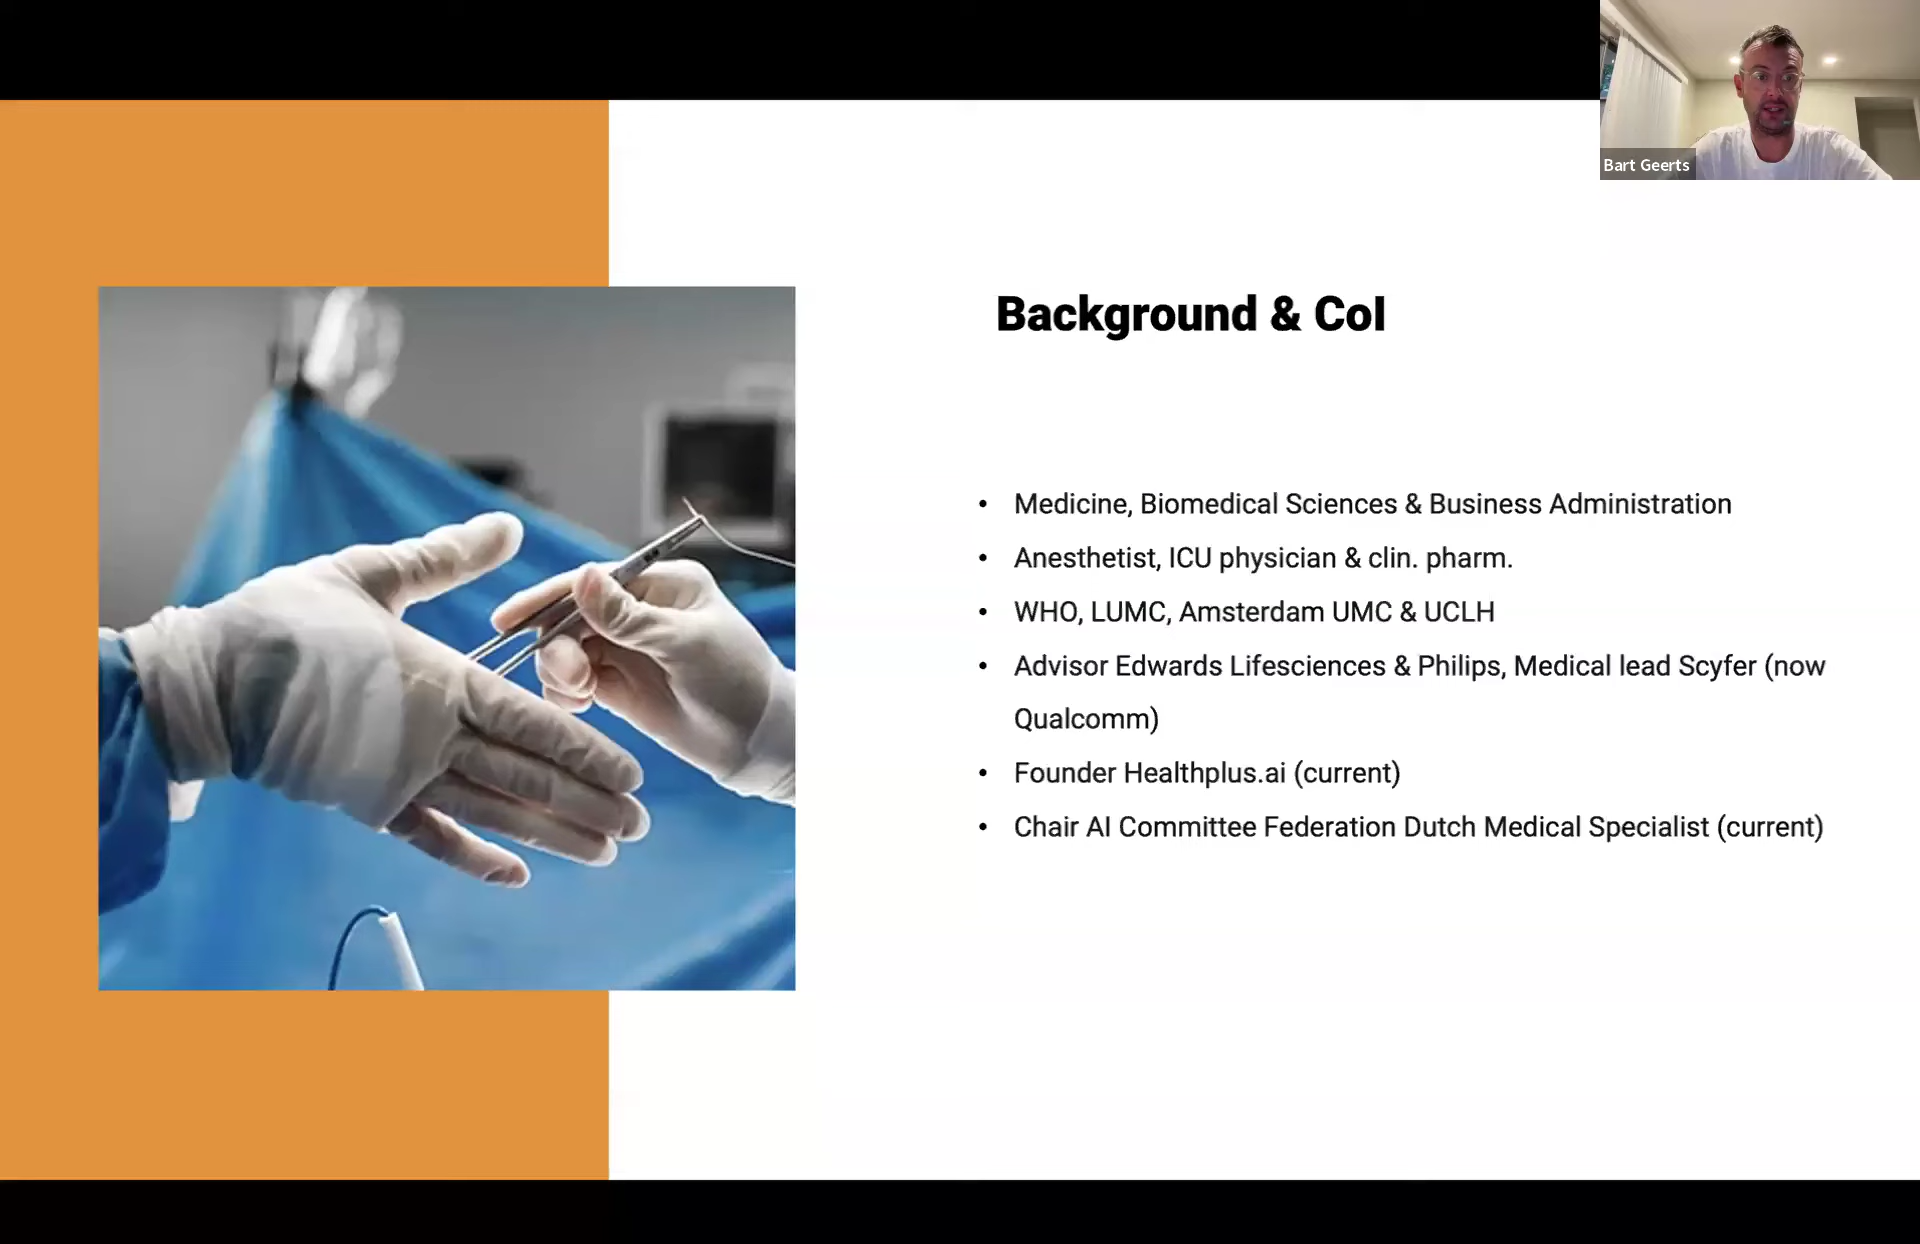 Bart Geerts
Background & CoI
• Medicine, Biomedical Sciences & Business Administration
• Anesthetist, ICU physician & clin. pharm.
• WHO, LUMC, Amsterdam UMC & UCLH
• Advisor Edwards Lifesciences & Philips, Medical lead Scyfer (now
Qualcomm)
• Founder Healthplus.ai (current)
• Chair AI Committee Federation Dutch Medical Specialist (current)